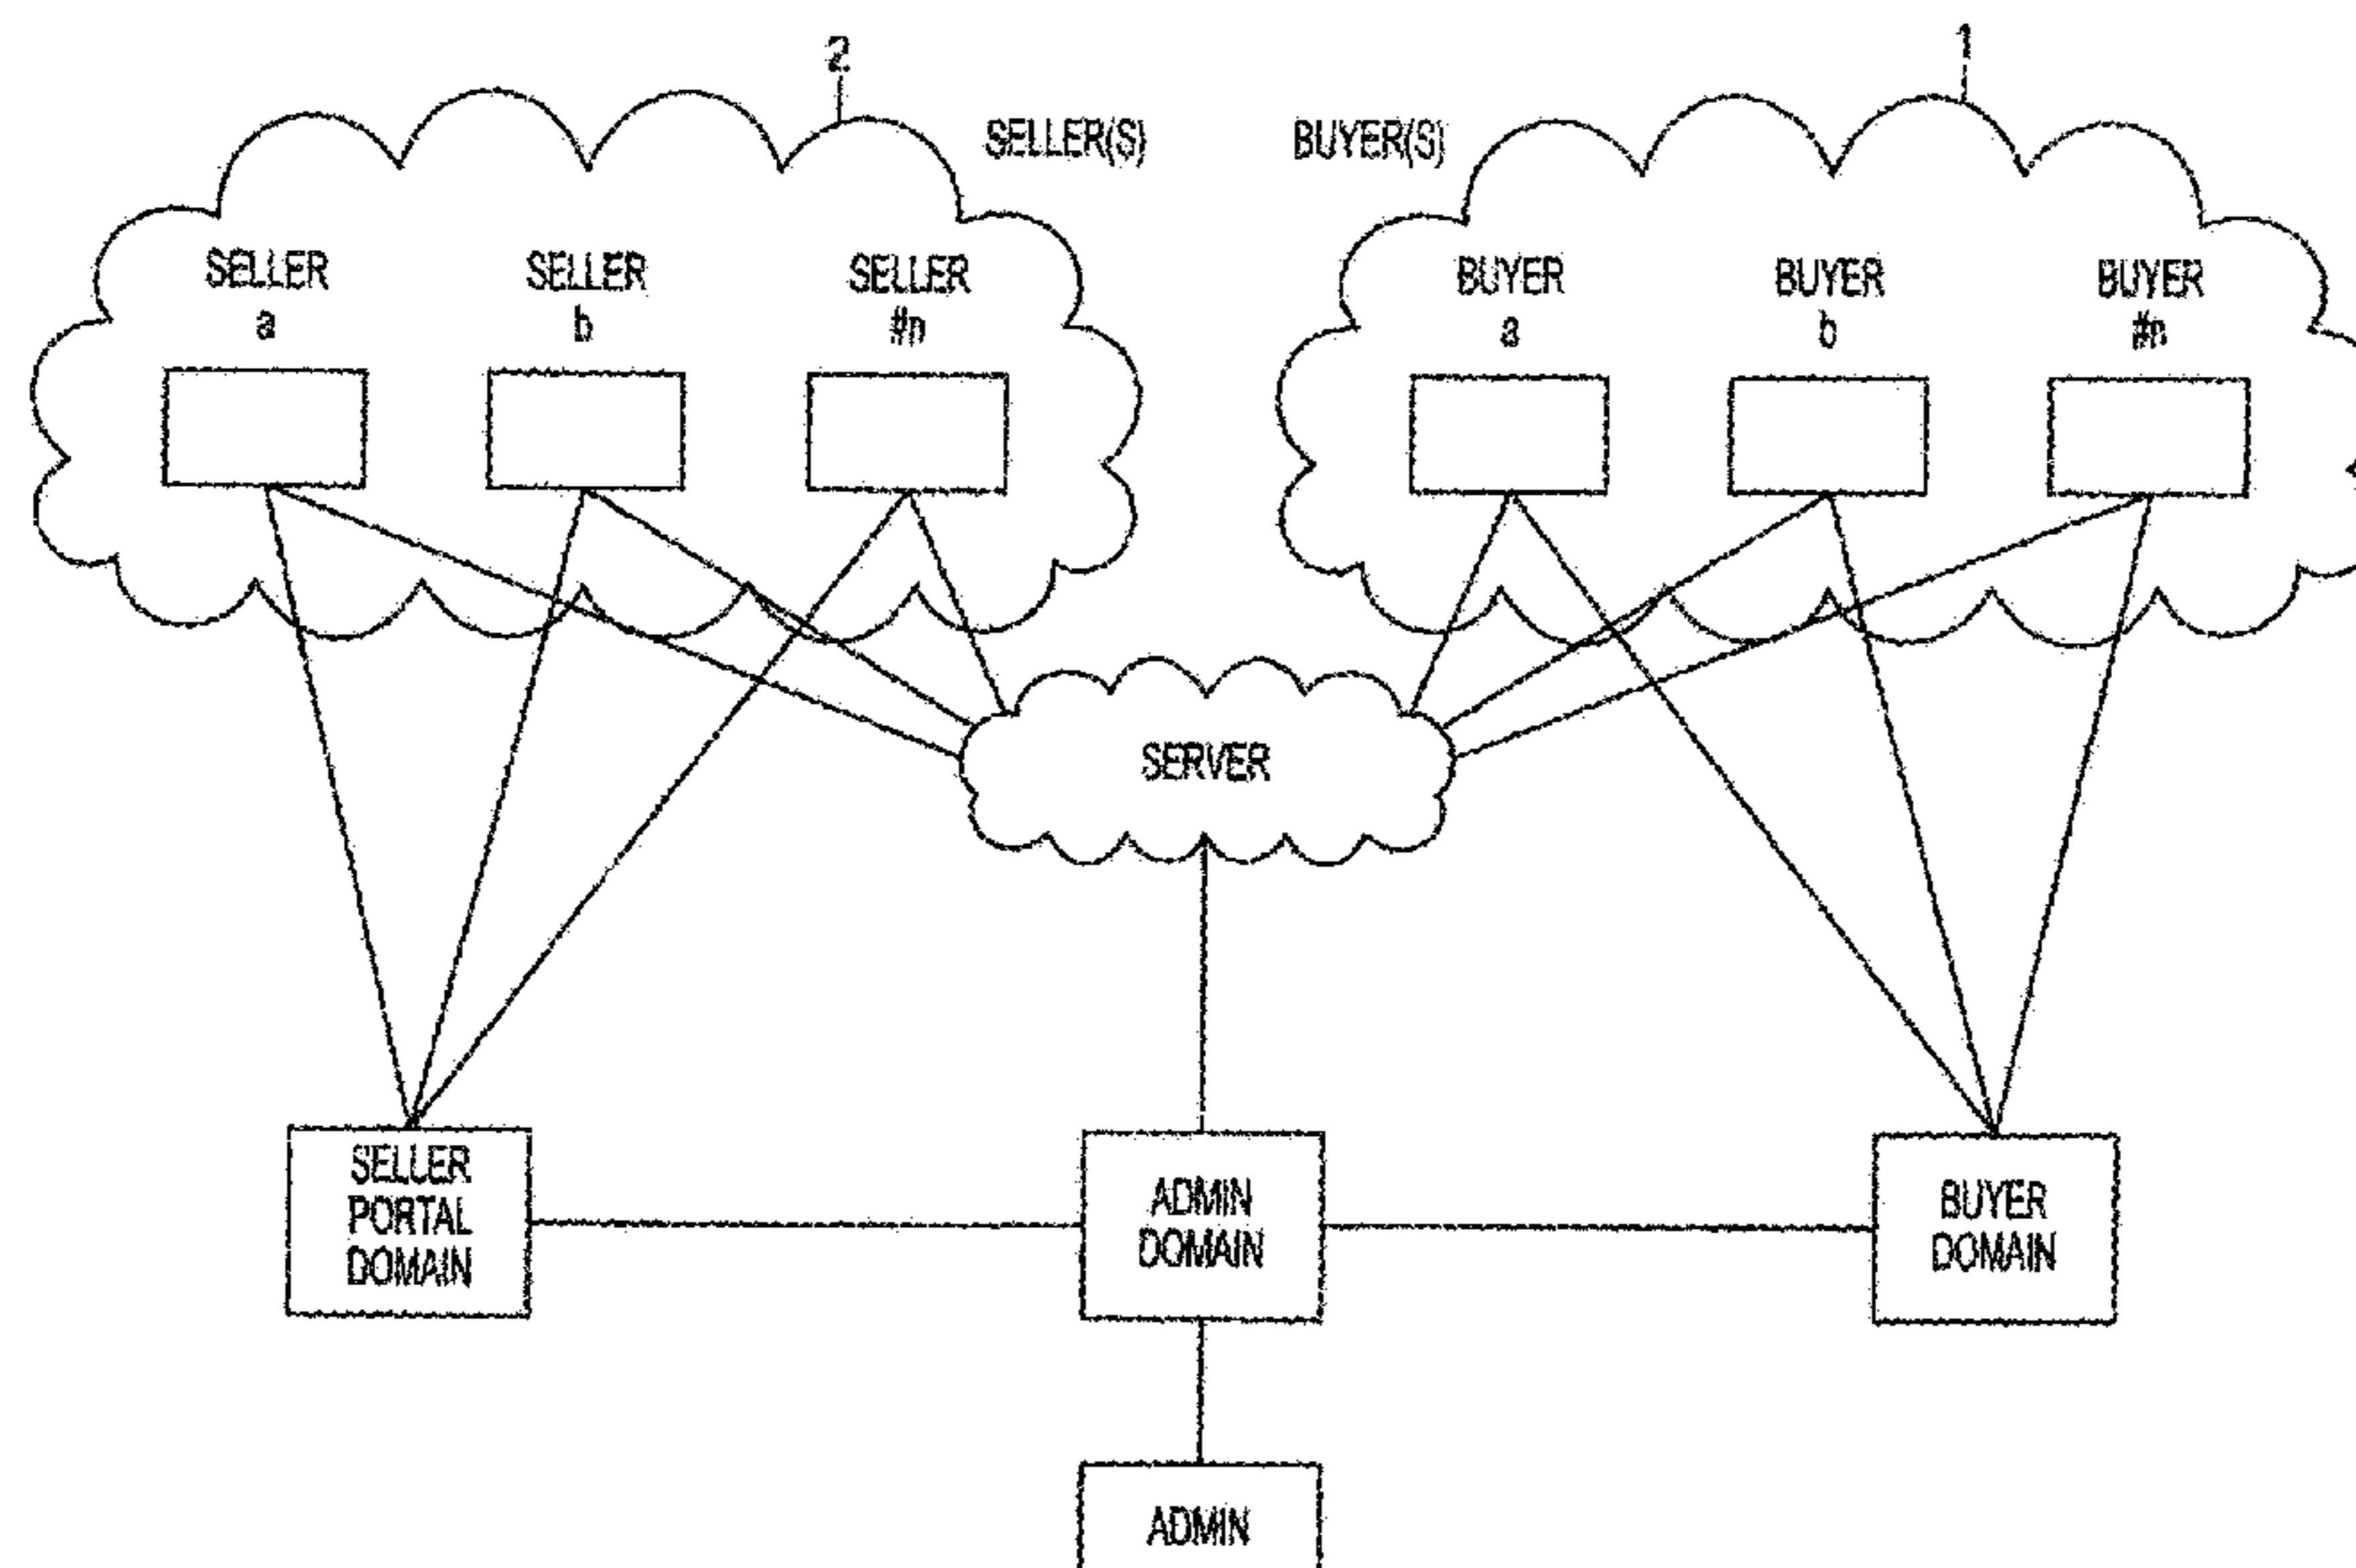 2
1
SELLER(S)
BUYER(S)
SELLER
a
SELLER
b
SELLER
#n
BUYER
a
BUYER
b
BUYER
#n
SERVER
SELLER
PORTAL
DOMAIN
ADMIN
DOMAIN
BUYER
DOMAIN
ADMIN